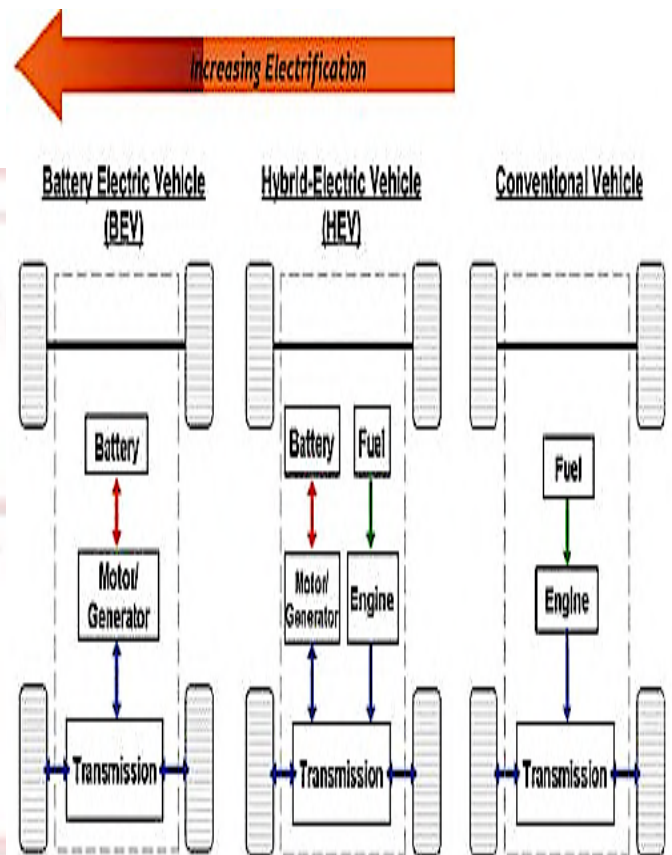 Increasing Electrification
Battery Electric Vehicle
(BEV)
Hybrid-Electric Vehicle
(HEV)
Conventional Vehicle
Battery
Motor/
Generator
Transmission
Battery
Fuel
Motor/
Generator
Engine
Transmission
Fuel
Engine
Transmission